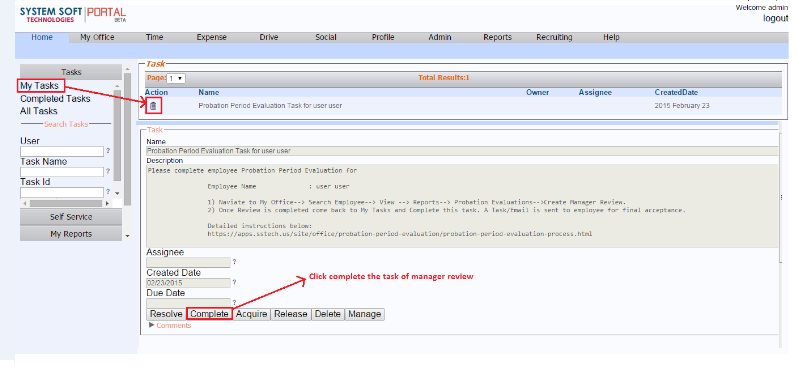 SYSTEM SOFT PORTAL
TECHNOLOGIES BETA
Welcome admin
logout
Home My Office Time Expense Drive Social Profile Admin Reports Recruiting Help
Tasks
My Tasks
Completed Tasks
All Tasks
Search Tasks
User
?
Task Name
?
Task Id
?
Self Service
My Reports
Task
Page: 1 Total Results:1
Action Name Owner Assignee CreatedDate
Probation Period Evaluation Task for user user 2015 February 23
Task
Name
Probation Period Evaluation Task for user user
Description
Please complete employee Probation Period Evaluation for
Employee Name : user user
1) Naviate to My Office--> Search Employee--> View --> Reports--> Probation Evaluations-->Create Manager Review.
2) Once Review is completed come back to My Tasks and Complete this task. A Task/Email is sent to employee for final acceptance.
Detailed instructions below:
https://apps.sstech.us/site/office/probation-period-evaluation/probation-period-evaluation-process.html
Assignee
?
Created Date
02/23/2015 ?
Due Date
?
Click complete the task of manager review
Resolve Complete Acquire Release Delete Manage
Comments